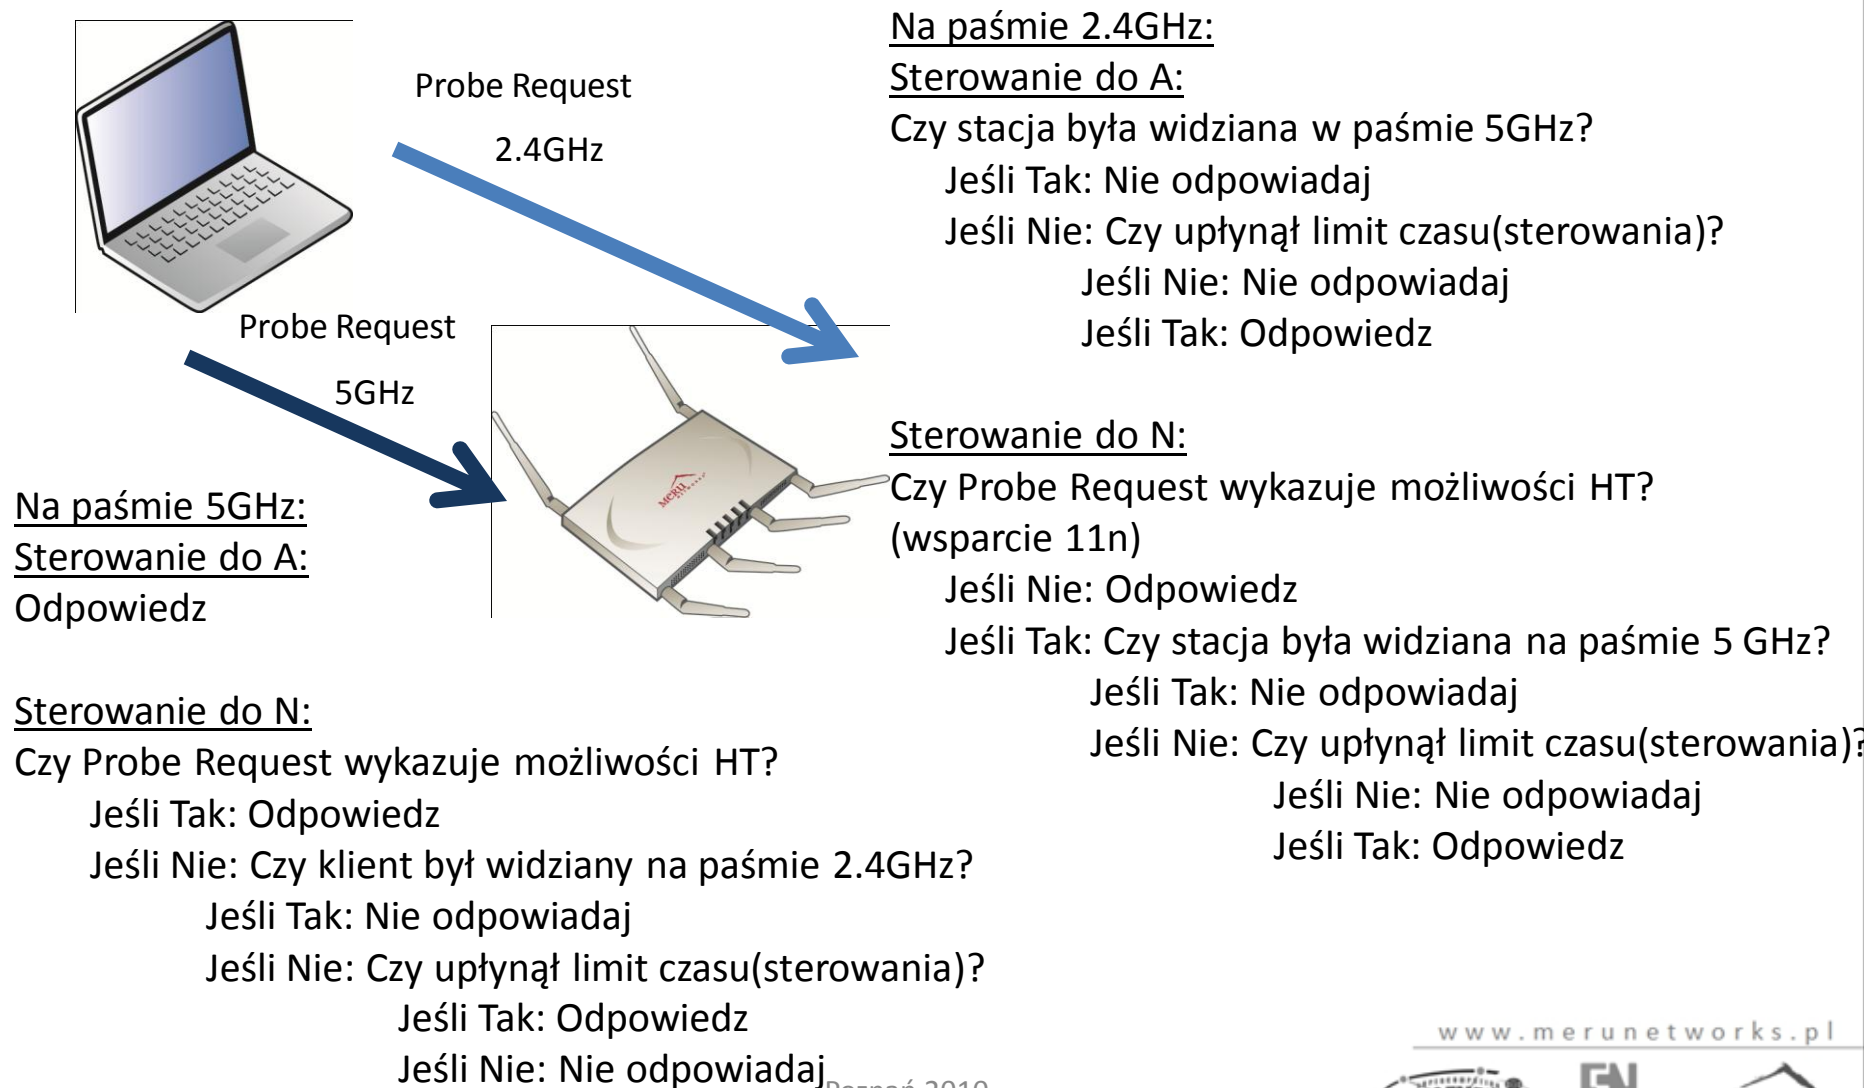 Probe Request
2.4GHz
Probe Request
5GHz
MERU
Na paśmie 5GHz:
Sterowanie do A:
Odpowiedz
Sterowanie do N:
Czy Probe Request wykazuje możliwości HT?
Jeśli Tak: Odpowiedz
Jeśli Nie: Czy klient był widziany na paśmie 2.4GHz?
Jeśli Tak: Nie odpowiadaj
Jeśli Nie: Czy upłynął limit czasu(sterowania)?
Jeśli Tak: Odpowiedz
Jeśli Nie: Nie odpowiadaj
Na paśmie 2.4GHz:
Sterowanie do A:
Czy stacja była widziana w paśmie 5GHz?
Jeśli Tak: Nie odpowiadaj
Jeśli Nie: Czy upłynął limit czasu(sterowania)?
Jeśli Nie: Nie odpowiadaj
Jeśli Tak: Odpowiedz
Sterowanie do N:
Czy Probe Request wykazuje możliwości HT?
(wsparcie 11n)
Jeśli Nie: Odpowiedz
Jeśli Tak: Czy stacja była widziana na paśmie 5 GHz?
Jeśli Tak: Nie odpowiadaj
Jeśli Nie: Czy upłynął limit czasu(sterowania)?
Jeśli Nie: Nie odpowiadaj
Jeśli Tak: Odpowiedz
Poznań 2010
www.merunetworks.pl